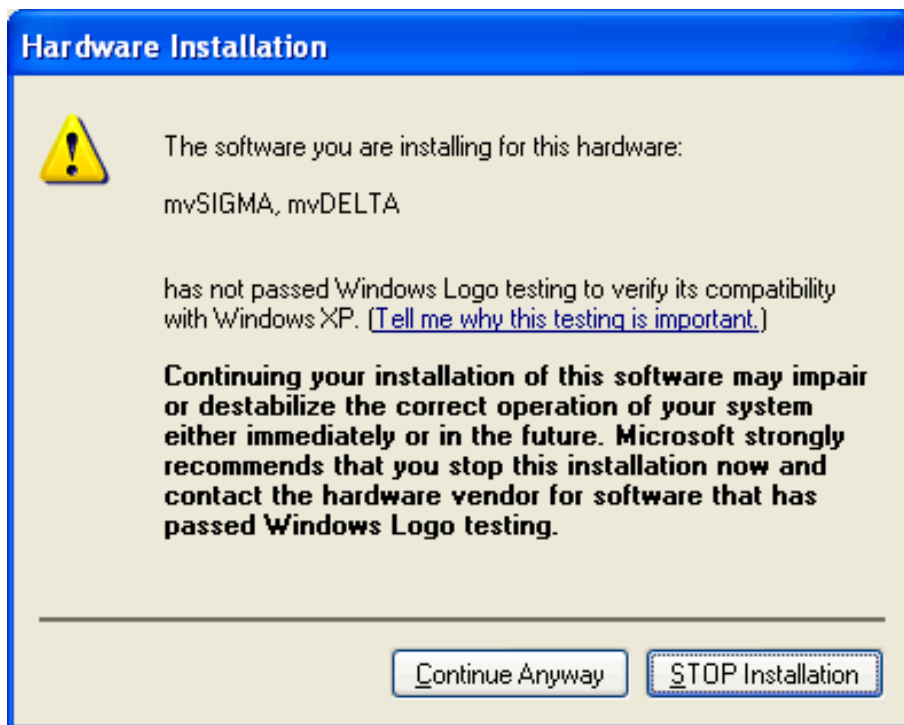 Hardware Installation
The software you are installing for this hardware:
mvSIGMA, mvDELTA
has not passed Windows Logo testing to verify its compatibility
with Windows XP. (Tell me why this testing is important.)
Continuing your installation of this software may impair
or destabilize the correct operation of your system
either immediately or in the future. Microsoft strongly
recommends that you stop this installation now and
contact the hardware vendor for software that has
passed Windows Logo testing.
Continue Anyway
STOP Installation